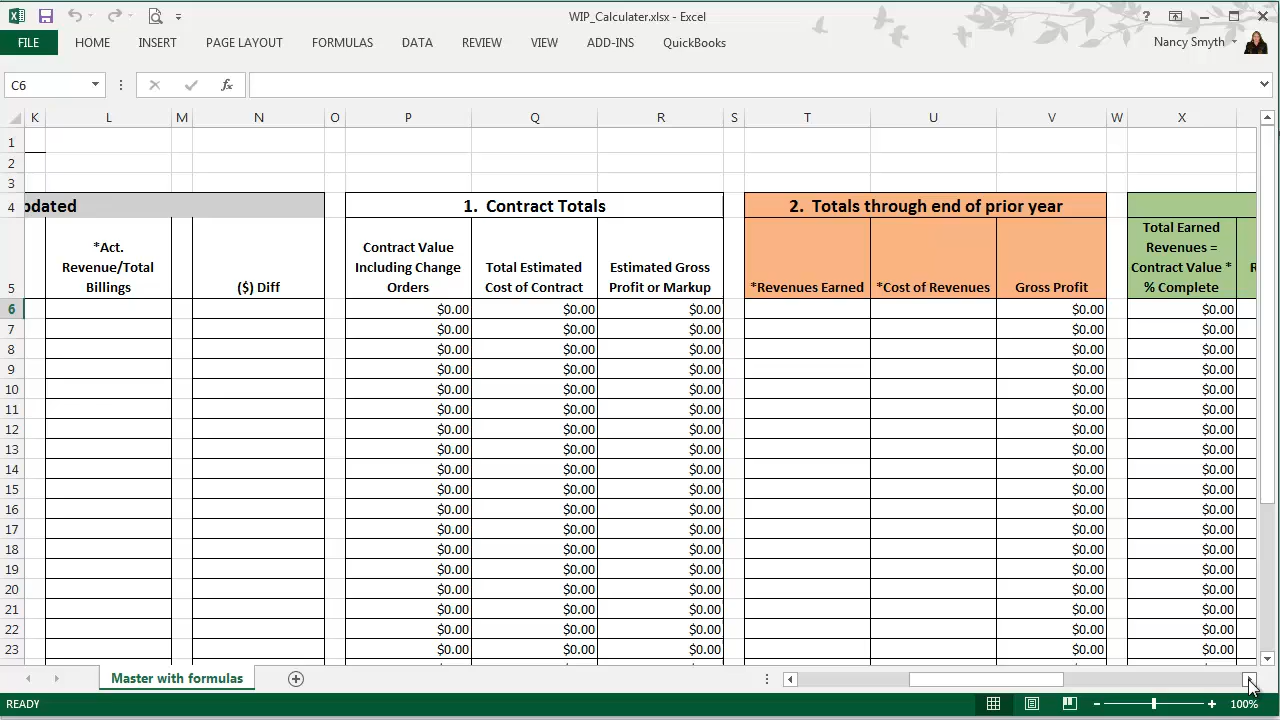 WIP_Calculater.xlsx - Excel
?
FILE HOME INSERT PAGE LAYOUT FORMULAS DATA REVIEW VIEW ADD-INS QuickBooks Nancy Smyth
C6 fx
K L M N O P Q R S T U V W X
1
2
3
4 pdated 1. Contract Totals 2. Totals through end of prior year
5 *Act. Revenue/Total Billings ($) Diff Contract Value Including Change Orders Total Estimated Cost of Contract Estimated Gross Profit or Markup *Revenues Earned *Cost of Revenues Gross Profit Total Earned Revenues = Contract Value * % Complete
6 $0.00 $0.00 $0.00 $0.00 $0.00
7 $0.00 $0.00 $0.00 $0.00 $0.00
8 $0.00 $0.00 $0.00 $0.00 $0.00
9 $0.00 $0.00 $0.00 $0.00 $0.00
10 $0.00 $0.00 $0.00 $0.00 $0.00
11 $0.00 $0.00 $0.00 $0.00 $0.00
12 $0.00 $0.00 $0.00 $0.00 $0.00
13 $0.00 $0.00 $0.00 $0.00 $0.00
14 $0.00 $0.00 $0.00 $0.00 $0.00
15 $0.00 $0.00 $0.00 $0.00 $0.00
16 $0.00 $0.00 $0.00 $0.00 $0.00
17 $0.00 $0.00 $0.00 $0.00 $0.00
18 $0.00 $0.00 $0.00 $0.00 $0.00
19 $0.00 $0.00 $0.00 $0.00 $0.00
20 $0.00 $0.00 $0.00 $0.00 $0.00
21 $0.00 $0.00 $0.00 $0.00 $0.00
22 $0.00 $0.00 $0.00 $0.00 $0.00
23 $0.00 $0.00 $0.00 $0.00 $0.00
Master with formulas
READY 100%